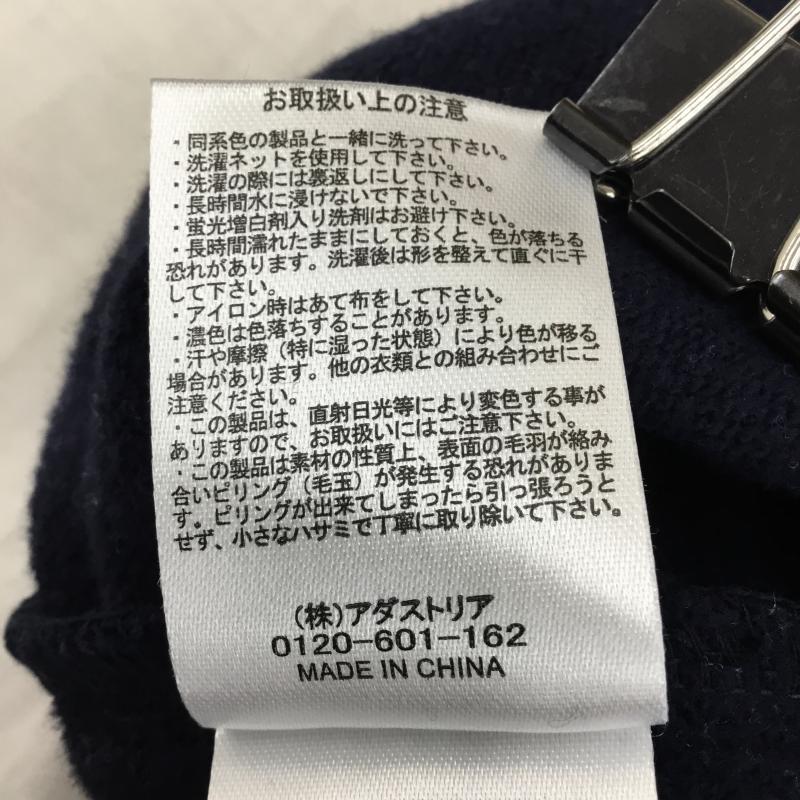 お取扱い上の注意
・同系色の製品と一緒に洗って下さい。
・洗濯ネットを使用して下さい。
・洗濯の際には裏返しにして下さい。
・長時間水に浸けないで下さい。
・蛍光増白剤入り洗剤はお避け下さい。
・長時間濡れたままにしておくと、色が落ちる
恐れがあります。洗濯後は形を整えて直ぐに干
して下さい。
・アイロン時はあて布をして下さい。
・濃色は色落ちすることがあります。
・汗や摩擦（特に湿った状態）により色が移る
場合があります。他の衣類との組み合わせにご
注意ください。
・この製品は、直射日光等により変色する事が
ありますので、お取扱いにはご注意下さい。
・この製品は素材の性質上、表面の毛羽が絡み
合いピリング（毛玉）が発生する恐れがありま
す。ピリングが出来てしまったら引っ張ろうと
せず、小さなハサミで丁寧に取り除いて下さい。
（株）アダストリア
0120-601-162
MADE IN CHINA